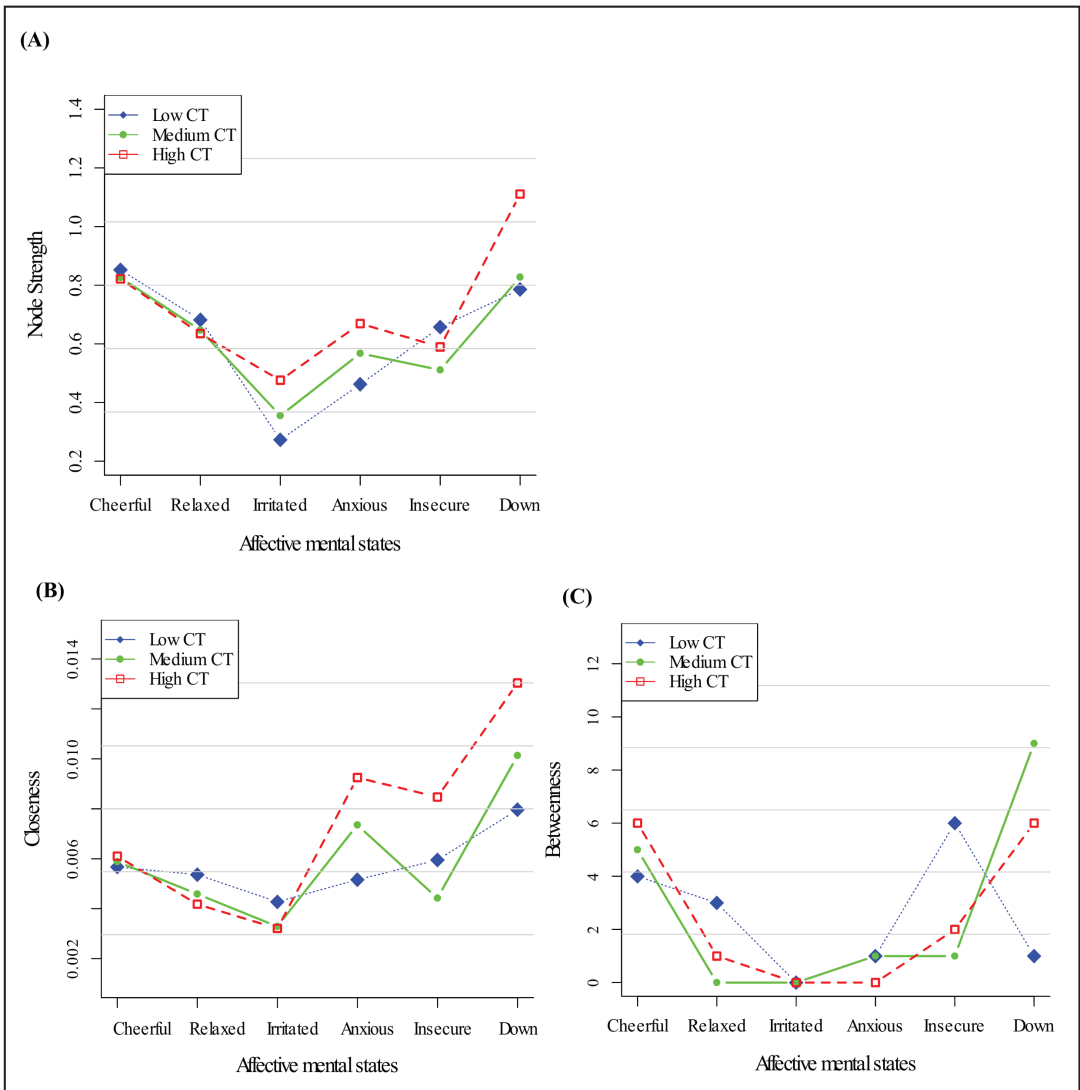 (A)
Low CT
Medium CT
High CT
1.4
1.2
1.0
0.8
0.6
0.4
0.2
Node Strength
Cheerful Relaxed Irritated Anxious Insecure Down
Affective mental states
(B)
Low CT
Medium CT
High CT
0.014
0.010
0.006
0.002
Closeness
Cheerful Relaxed Irritated Anxious Insecure Down
Affective mental states
(C)
Low CT
Medium CT
High CT
12
10
8
6
4
2
0
Betweenness
Cheerful Relaxed Irritated Anxious Insecure Down
Affective mental states